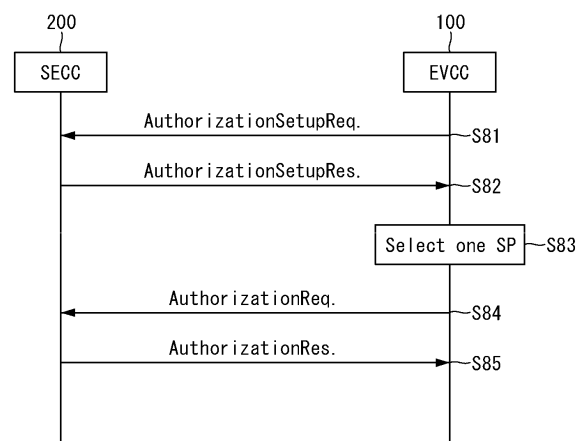 200
100
SECC
EVCC
AuthorizationSetupReq.
S81
AuthorizationSetupRes.
S82
Select one SP
S83
AuthorizationReq.
S84
AuthorizationRes.
S85